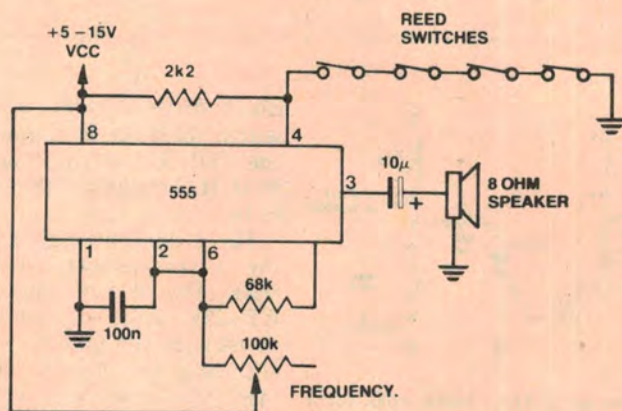 +5 –15V
VCC
2k2
REED
SWITCHES
8
4
555
3
10μ
+
8 OHM
SPEAKER
1
2
6
100n
68k
100k
FREQUENCY.